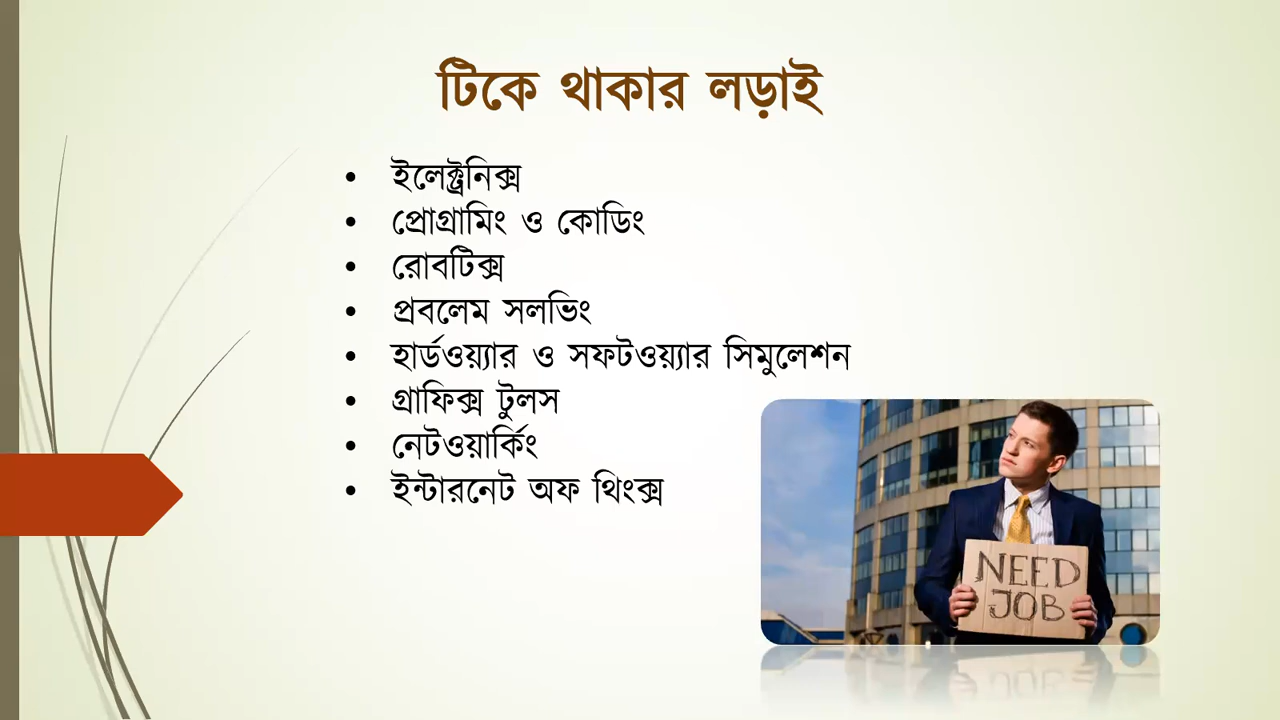 টিকে থাকার লড়াই
• ইলেক্ট্রনিক্স
• প্রোগ্রামিং ও কোডিং
• রোবটিক্স
• প্রবলেম সলভিং
• হার্ডওয়্যার ও সফটওয়্যার সিমুলেশন
• গ্রাফিক্স টুলস
• নেটওয়ার্কিং
• ইন্টারনেট অফ থিংক্স
NEED
JOB